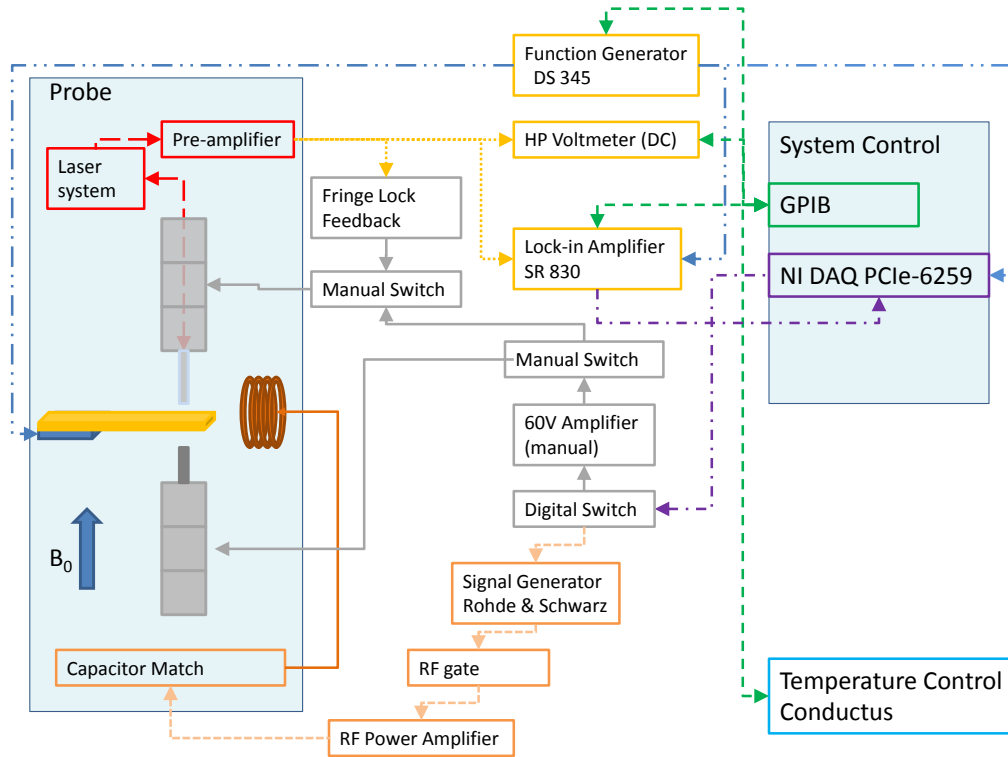 Function Generator
DS 345
Probe
Pre-amplifier
HP Voltmeter (DC)
System Control
Laser
system
Fringe Lock
Feedback
GPIB
Lock-in Amplifier
SR 830
NI DAQ PCIe-6259
Manual Switch
Manual Switch
60V Amplifier
(manual)
Digital Switch
B0
Signal Generator
Rohde & Schwarz
Capacitor Match
RF gate
Temperature Control
Conductus
RF Power Amplifier